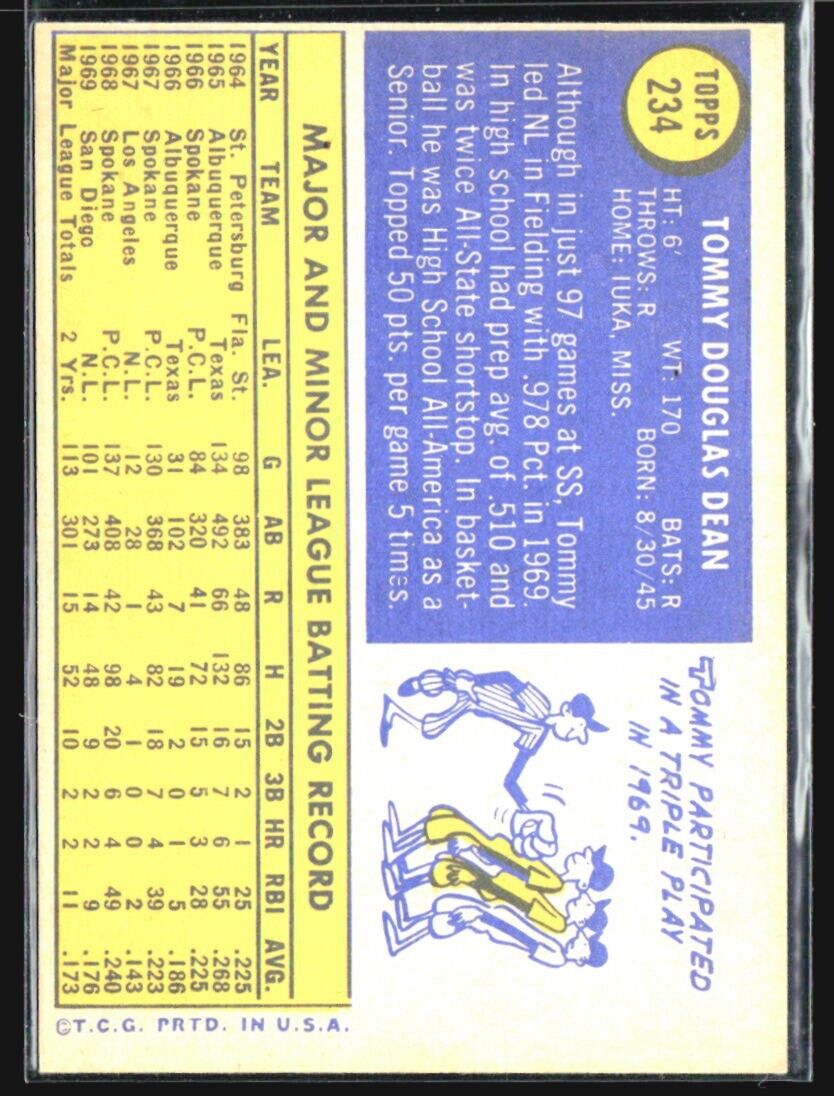 TOPPS
234
TOMMY DOUGLAS DEAN
HT: 6' WT: 170 BATS: R
THROWS: R BORN: 8/30/45
HOME: IUKA, MISS.
Although in just 97 games at SS, Tommy
led NL in Fielding with .978 Pct. in 1969.
In high school had prep avg. of .510 and
was twice All-State shortstop. In basket-
ball he was High School All-America as a
Senior. Topped 50 pts. per game 5 times.
TOMMY PARTICIPATED
IN A TRIPLE PLAY
IN 1969.
MAJOR AND MINOR LEAGUE BATTING RECORD
YEAR TEAM LEA. G AB R H 2B 3B HR RBI AVG.
1964 St. Petersburg Fla. St. 98 383 48 86 15 2 1 25 .225
1965 Albuquerque Texas 134 492 66 132 16 7 6 55 .268
1966 Spokane P.C.L. 84 320 41 72 15 5 3 28 .225
1966 Albuquerque Texas 31 102 7 19 2 0 1 5 .186
1967 Spokane P.C.L. 130 368 43 82 18 7 4 39 .223
1967 Los Angeles N.L. 12 28 1 4 1 0 0 2 .143
1968 Spokane P.C.L. 137 408 42 98 20 6 4 49 .240
1969 San Diego N.L. 101 273 14 48 9 2 2 9 .176
Major League Totals 2 Yrs. 113 301 15 52 10 2 2 11 .173
©T.C.G. PRTD. IN U.S.A.